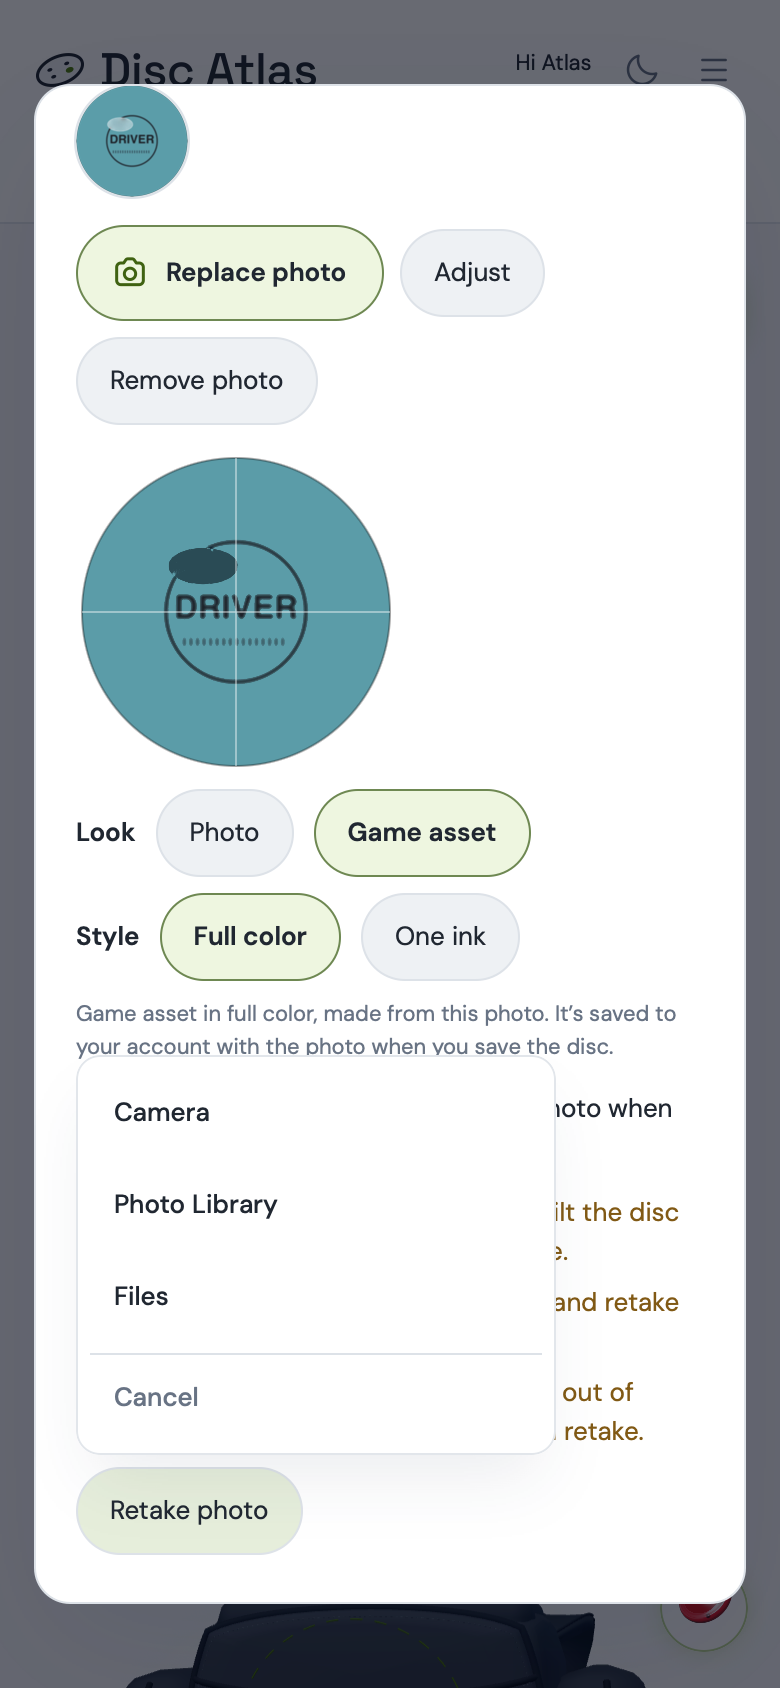 Disc Atlas
Hi Atlas
DRIVER
Replace photo
Adjust
Remove photo
DRIVER
Look
Photo
Game asset
Style
Full color
One ink
Game asset in full color, made from this photo. It’s saved to
your account with the photo when you save the disc.
when
Camera
the disc
Photo Library
Files
and retake
Cancel
out of
retake.
Retake photo